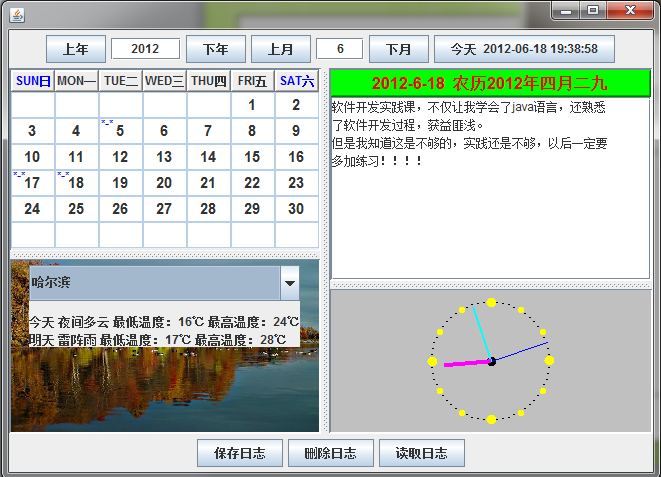 上年 2012 下年 上月 6 下月 今天 2012-06-18 19:38:58
SUN日 MON一 TUE二 WED三 THU四 FRI五 SAT六
1 2
3 4 *_*5 6 7 8 9
10 11 12 13 14 15 16
*_*17 *_*18 19 20 21 22 23
24 25 26 27 28 29 30
2012-6-18 农历2012年四月二九
软件开发实践课，不仅让我学会了java语言，还熟悉
了软件开发过程，获益匪浅。
但是我知道这是不够的，实践还是不够，以后一定要
多加练习！！！！
哈尔滨
今天 夜间多云 最低温度：16℃ 最高温度：24℃
明天 雷阵雨 最低温度：17℃ 最高温度：28℃
保存日志 删除日志 读取日志